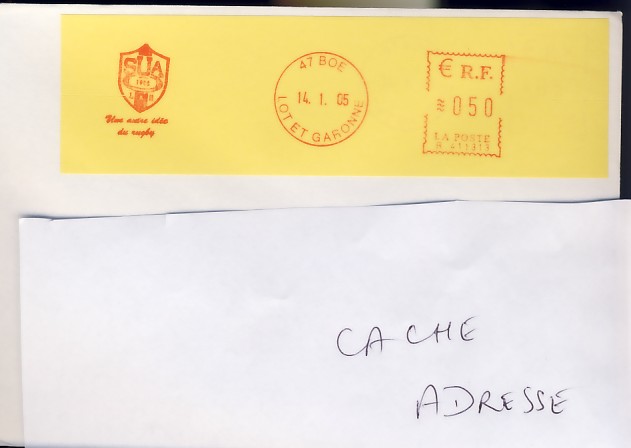 SUA
Une autre idée
du rugby
47 BOE
14. 1. 05
LOT ET GARONNE
€ R.F.
≋050
LA POSTE
CACHE
ADRESSE